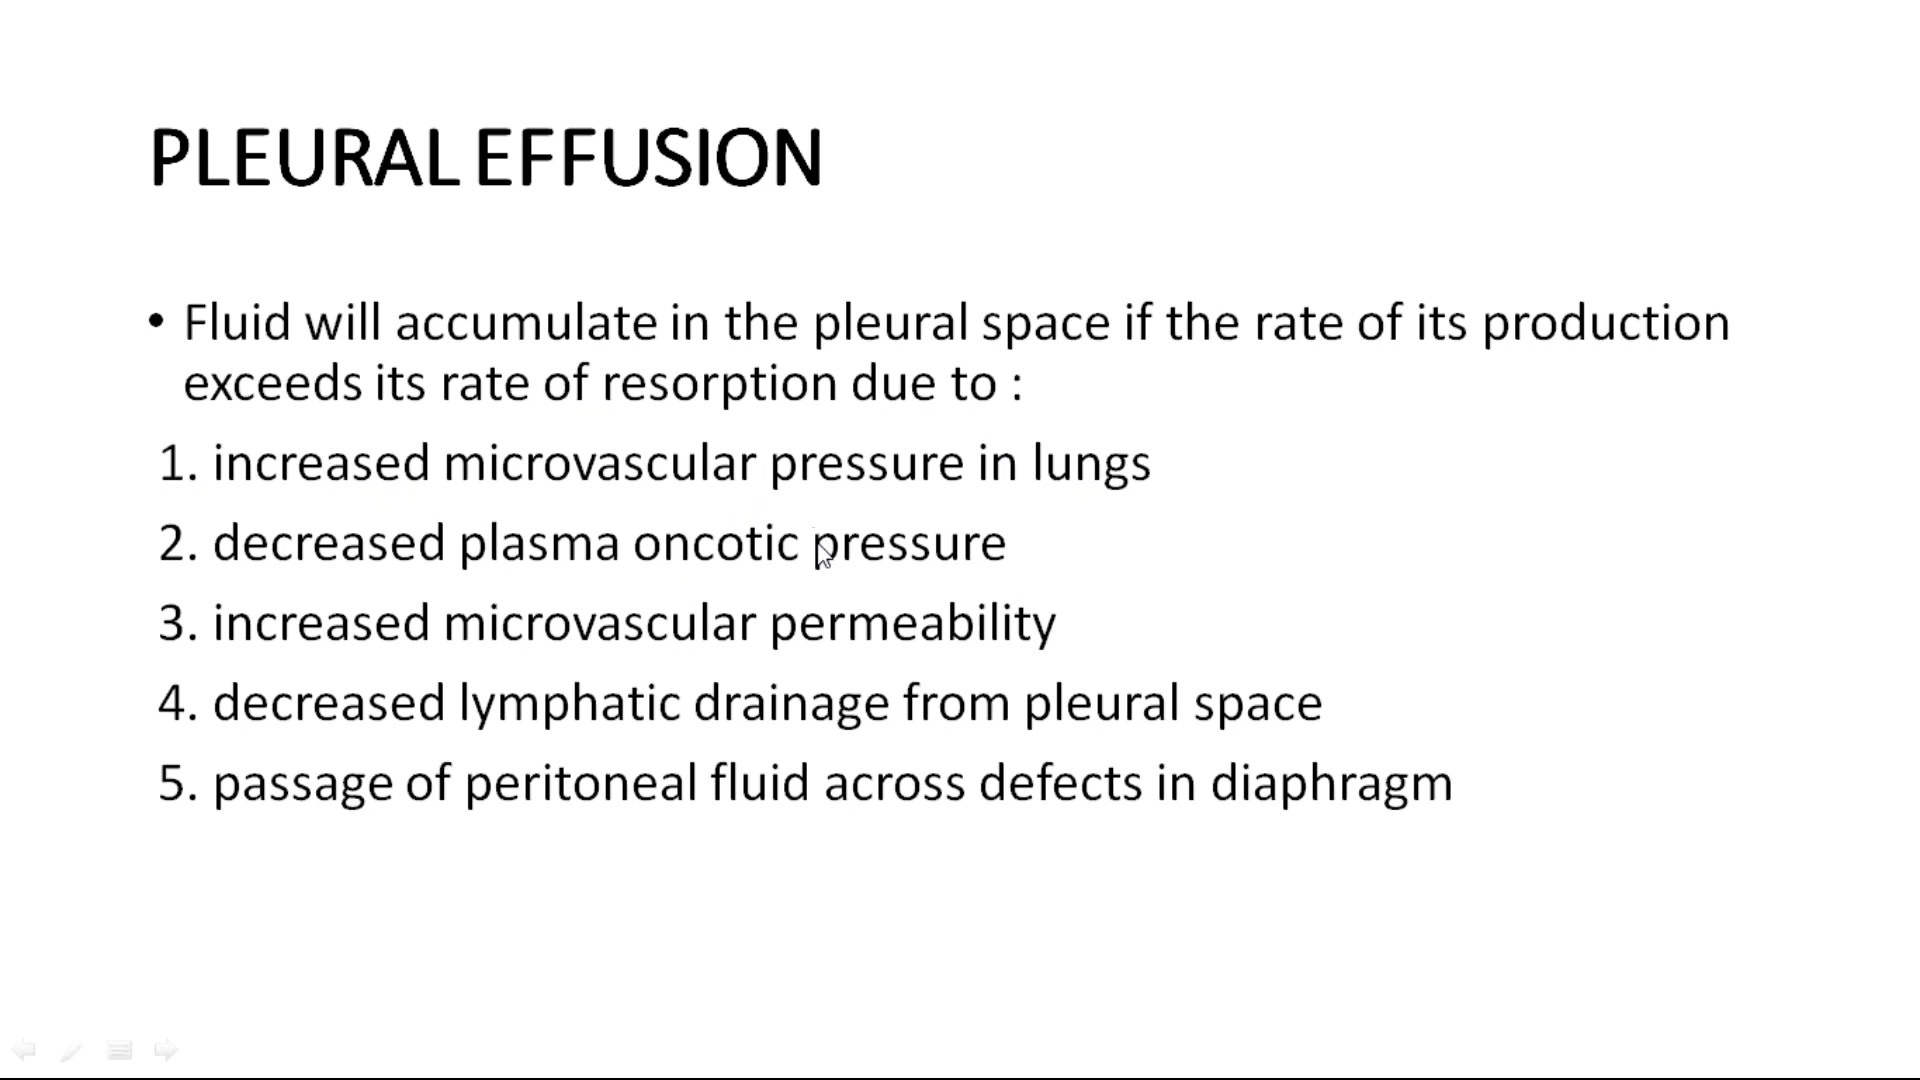 PLEURAL EFFUSION
• Fluid will accumulate in the pleural space if the rate of its production
exceeds its rate of resorption due to :
1. increased microvascular pressure in lungs
2. decreased plasma oncotic pressure
3. increased microvascular permeability
4. decreased lymphatic drainage from pleural space
5. passage of peritoneal fluid across defects in diaphragm